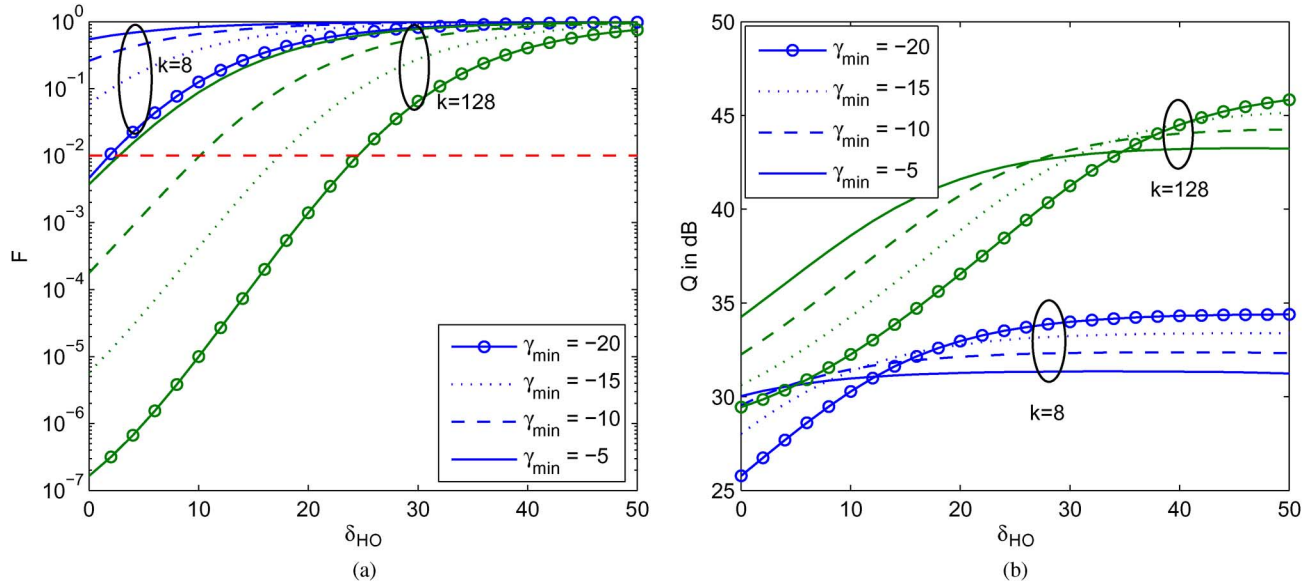 10^0
10^-1
10^-2
10^-3
10^-4
10^-5
10^-6
10^-7
F
k=8
k=128
γmin = −20
γmin = −15
γmin = −10
γmin = −5
0 10 20 30 40 50
δHO
(a)
45
40
35
30
25
Q in dB
γmin = −20
γmin = −15
γmin = −10
γmin = −5
k=128
k=8
0 10 20 30 40 50
δHO
(b)